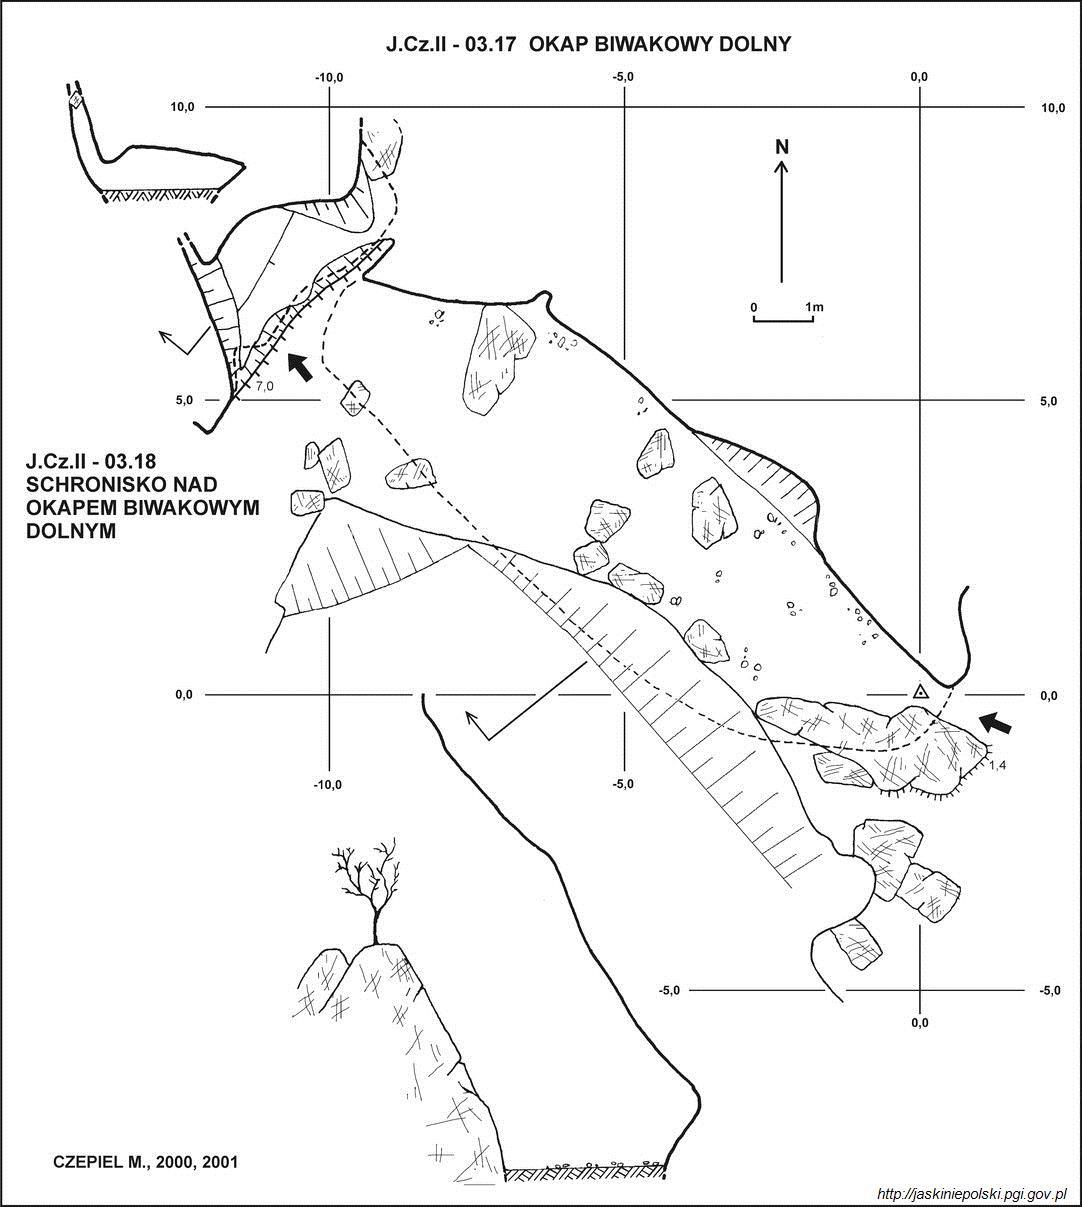 J.Cz.II - 03.17 OKAP BIWAKOWY DOLNY
-10,0 -5,0 0,0
10,0 10,0
N
0 1m
7,0
5,0 5,0
J.Cz.II - 03.18
SCHRONISKO NAD
OKAPEM BIWAKOWYM
DOLNYM
0,0 0,0
1,4
-10,0 -5,0
-5,0 -5,0
0,0
CZEPIEL M., 2000, 2001
http://jaskiniepolski.pgi.gov.pl